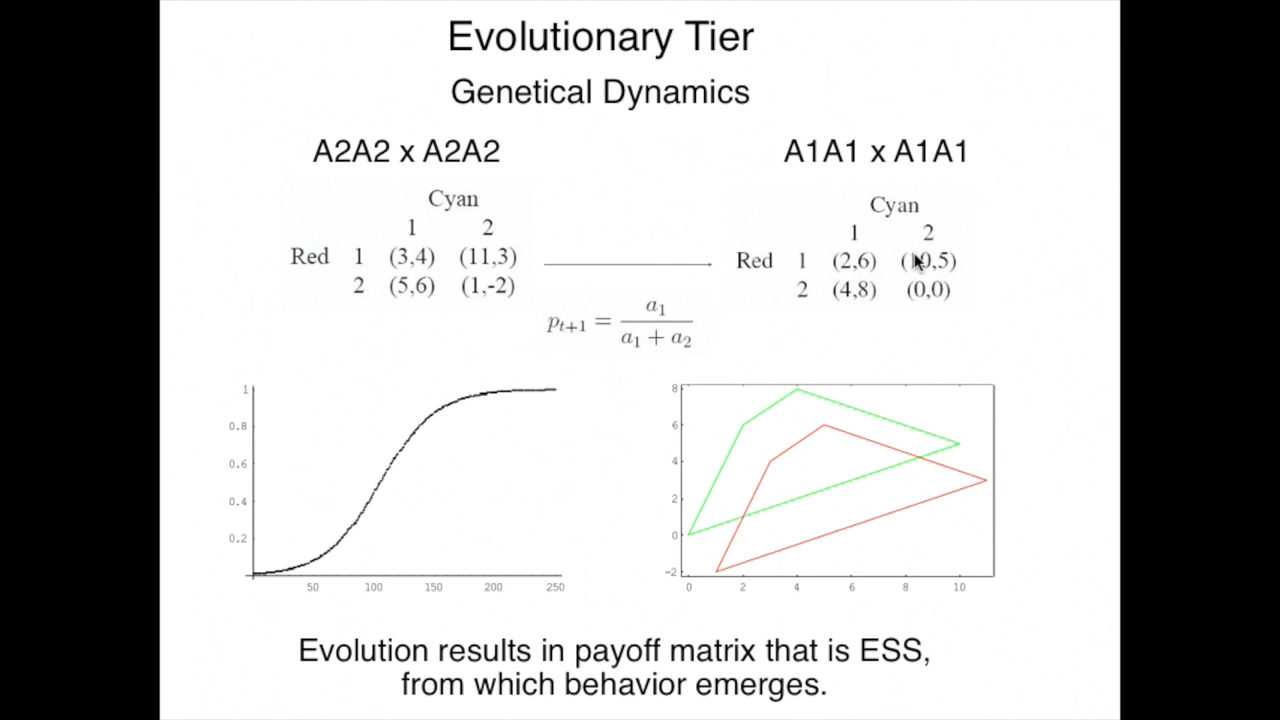 Evolutionary Tier
Genetical Dynamics
A2A2 x A2A2
A1A1 x A1A1
Cyan
1 2
Red 1 (3,4) (11,3)
2 (5,6) (1,-2)
Cyan
1 2
Red 1 (2,6) (10,5)
2 (4,8) (0,0)
p_{t+1} = a_1 / (a_1 + a_2)
1
0.8
0.6
0.4
0.2
50 100 150 200 250
8
6
4
2
0
-2
0 2 4 6 8 10
Evolution results in payoff matrix that is ESS,
from which behavior emerges.